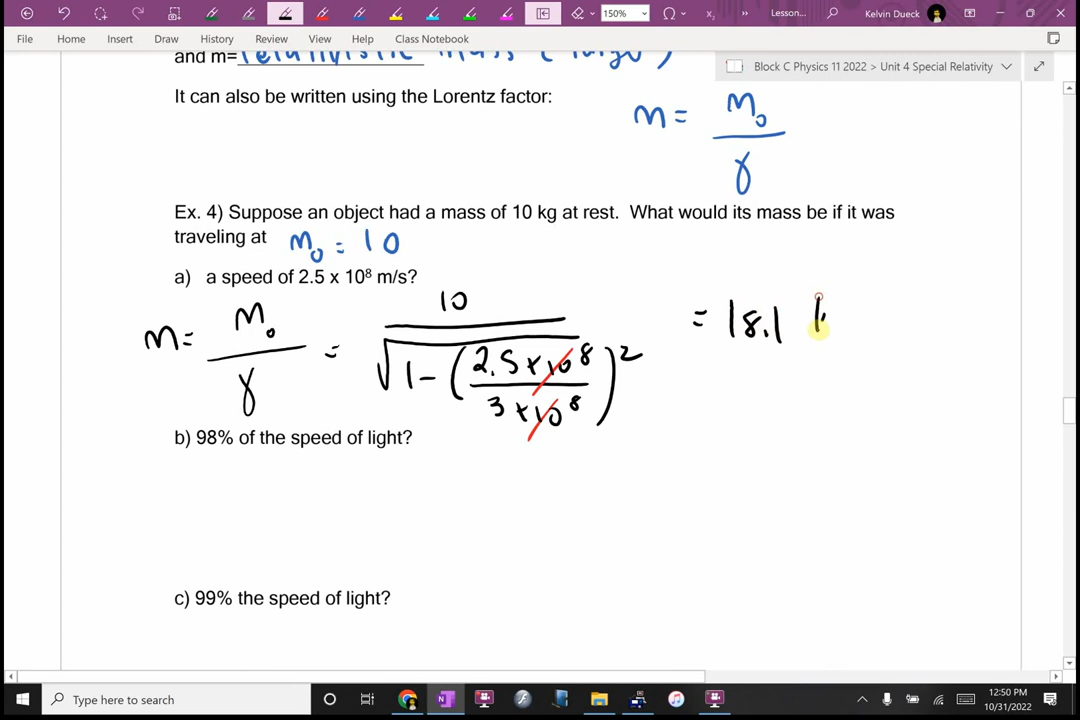 Lesson...
Kelvin Dueck
150%
File Home Insert Draw History Review View Help Class Notebook
Block C Physics 11 2022 > Unit 4 Special Relativity
and m= relativistic mass (large)
It can also be written using the Lorentz factor:
m = m₀ / γ
Ex. 4) Suppose an object had a mass of 10 kg at rest. What would its mass be if it was
traveling at m₀ = 10
a) a speed of 2.5 x 10⁸ m/s?
m = m₀ / γ = 10 / √(1 - (2.5 × 10⁸ / 3 × 10⁸)²) = 18.1
b) 98% of the speed of light?
c) 99% the speed of light?
Type here to search
12:50 PM
10/31/2022